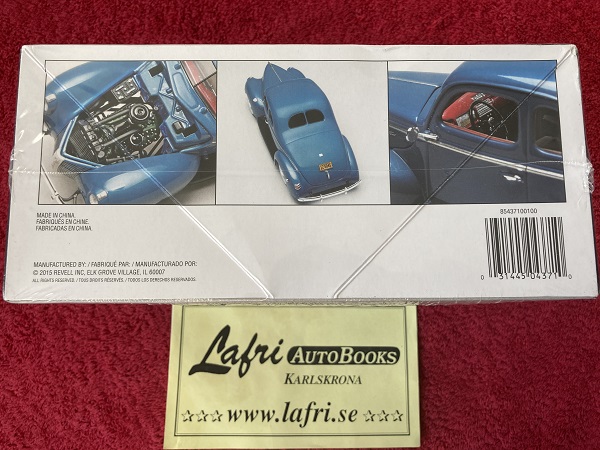 MADE IN CHINA.
FABRIQUÉS EN CHINE.
FABRICADAS EN CHINA.
MANUFACTURED BY: / FABRIQUÉ PAR: / MANUFACTURADO POR:
© 2015 REVELL INC, ELK GROVE VILLAGE, IL 60007
ALL RIGHTS RESERVED. / TOUS DROITS RÉSERVÉS. / TODOS LOS DERECHOS RESERVADOS.
85437100100
0 31445 04371 0
Lafri AUTOBOOKS
KARLSKRONA
☆☆☆ www.lafri.se ☆☆☆